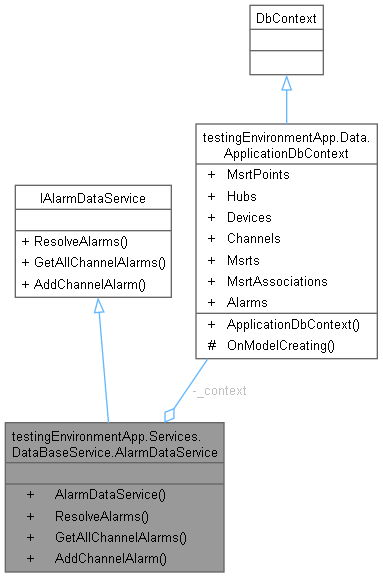 DbContext
testingEnvironmentApp.Data.
ApplicationDbContext
+ MsrtPoints
+ Hubs
+ Devices
+ Channels
+ Msrts
+ MsrtAssociations
+ Alarms
+ ApplicationDbContext()
# OnModelCreating()
IAlarmDataService
+ ResolveAlarms()
+ GetAllChannelAlarms()
+ AddChannelAlarm()
-_context
testingEnvironmentApp.Services.
DataBaseService.AlarmDataService
+ AlarmDataService()
+ ResolveAlarms()
+ GetAllChannelAlarms()
+ AddChannelAlarm()